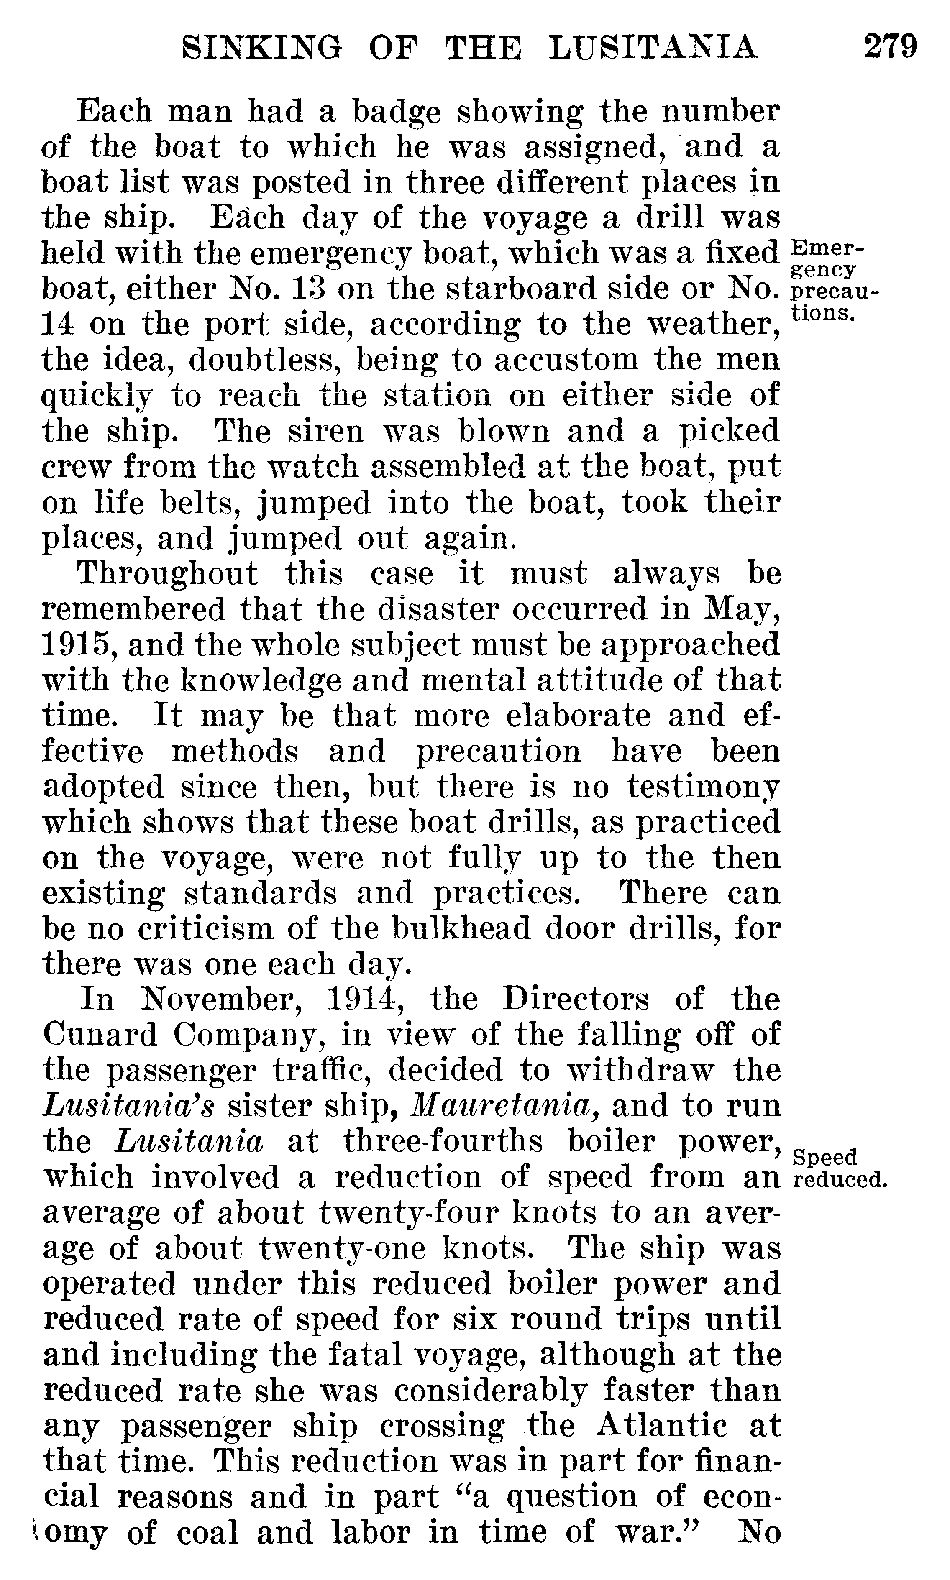 SINKING OF THE LUSITANIA 279
Each man had a badge showing the number
of the boat to which he was assigned, and a
boat list was posted in three different places in
the ship. Each day of the voyage a drill was
held with the emergency boat, which was a fixed
boat, either No. 13 on the starboard side or No.
14 on the port side, according to the weather,
the idea, doubtless, being to accustom the men
quickly to reach the station on either side of
the ship. The siren was blown and a picked
crew from the watch assembled at the boat, put
on life belts, jumped into the boat, took their
places, and jumped out again.
Emer-
gency
precau-
tions.
Throughout this case it must always be
remembered that the disaster occurred in May,
1915, and the whole subject must be approached
with the knowledge and mental attitude of that
time. It may be that more elaborate and ef-
fective methods and precaution have been
adopted since then, but there is no testimony
which shows that these boat drills, as practiced
on the voyage, were not fully up to the then
existing standards and practices. There can
be no criticism of the bulkhead door drills, for
there was one each day.
In November, 1914, the Directors of the
Cunard Company, in view of the falling off of
the passenger traffic, decided to withdraw the
Lusitania's sister ship, Mauretania, and to run
the Lusitania at three-fourths boiler power,
which involved a reduction of speed from an
average of about twenty-four knots to an aver-
age of about twenty-one knots. The ship was
operated under this reduced boiler power and
reduced rate of speed for six round trips until
and including the fatal voyage, although at the
reduced rate she was considerably faster than
any passenger ship crossing the Atlantic at
that time. This reduction was in part for finan-
cial reasons and in part "a question of econ-
omy of coal and labor in time of war." No
Speed
reduced.